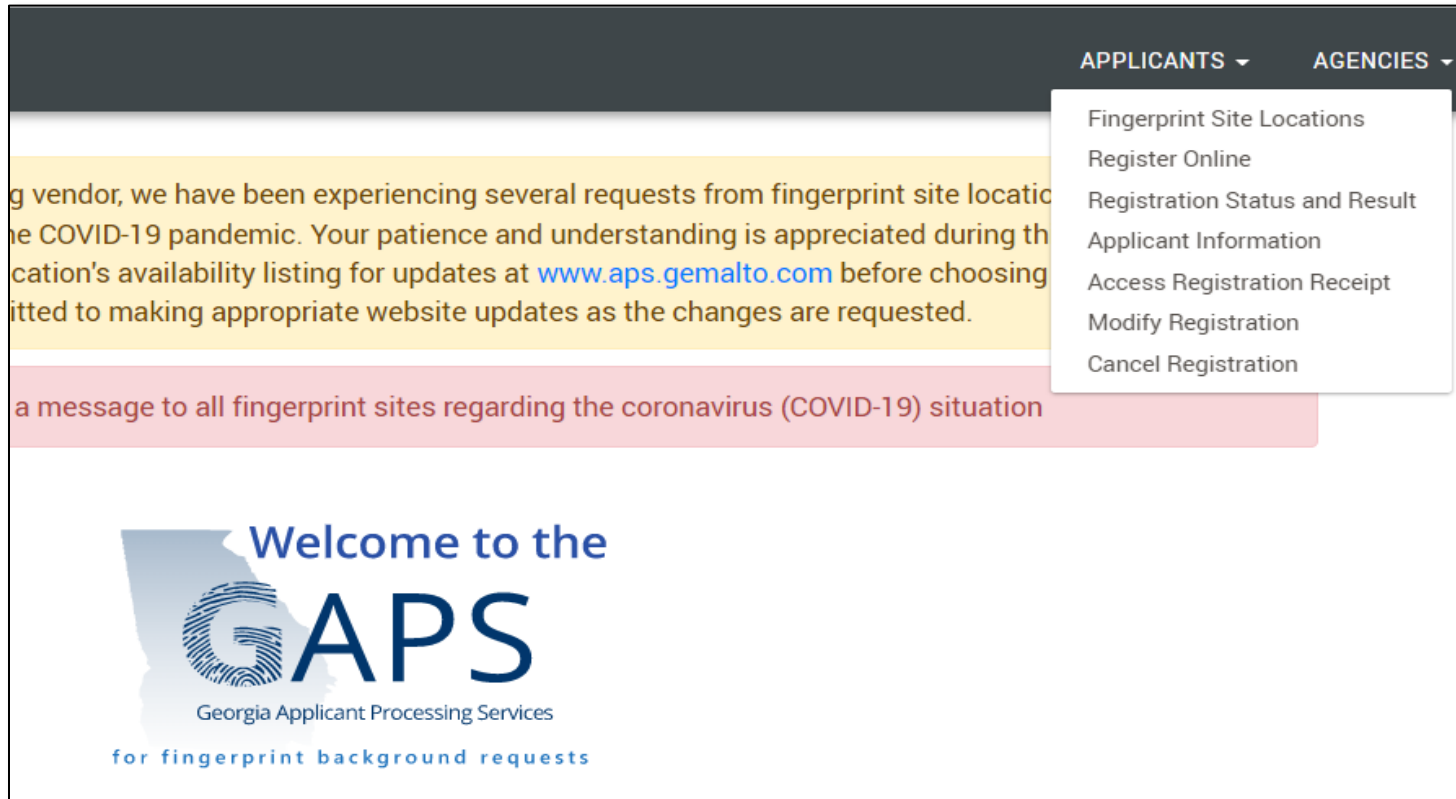 APPLICANTS AGENCIES
Fingerprint Site Locations
Register Online
Registration Status and Result
Applicant Information
Access Registration Receipt
Modify Registration
Cancel Registration
g vendor, we have been experiencing several requests from fingerprint site locatio
e COVID-19 pandemic. Your patience and understanding is appreciated during th
cation's availability listing for updates at www.aps.gemalto.com before choosing
itted to making appropriate website updates as the changes are requested.
a message to all fingerprint sites regarding the coronavirus (COVID-19) situation
Welcome to the
GAPS
Georgia Applicant Processing Services
for fingerprint background requests